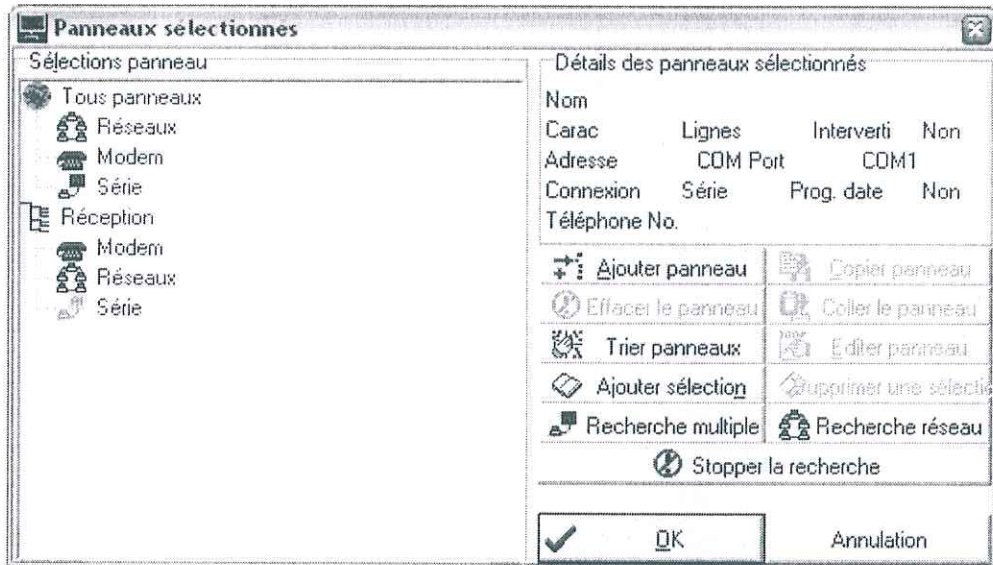 Panneaux sélectionnés
Sélections panneau
Tous panneaux
Réseaux
Modem
Série
Réception
Modem
Réseaux
Série
Détails des panneaux sélectionnés
Nom
Carac Lignes Interverti Non
Adresse COM Port COM1
Connexion Série Prog. date Non
Téléphone No.
Ajouter panneau Copier panneau
Effacer le panneau Coller le panneau
Trier panneaux Editer panneau
Ajouter sélection Supprimer une sélecti
Recherche multiple Recherche réseau
Stopper la recherche
OK Annulation